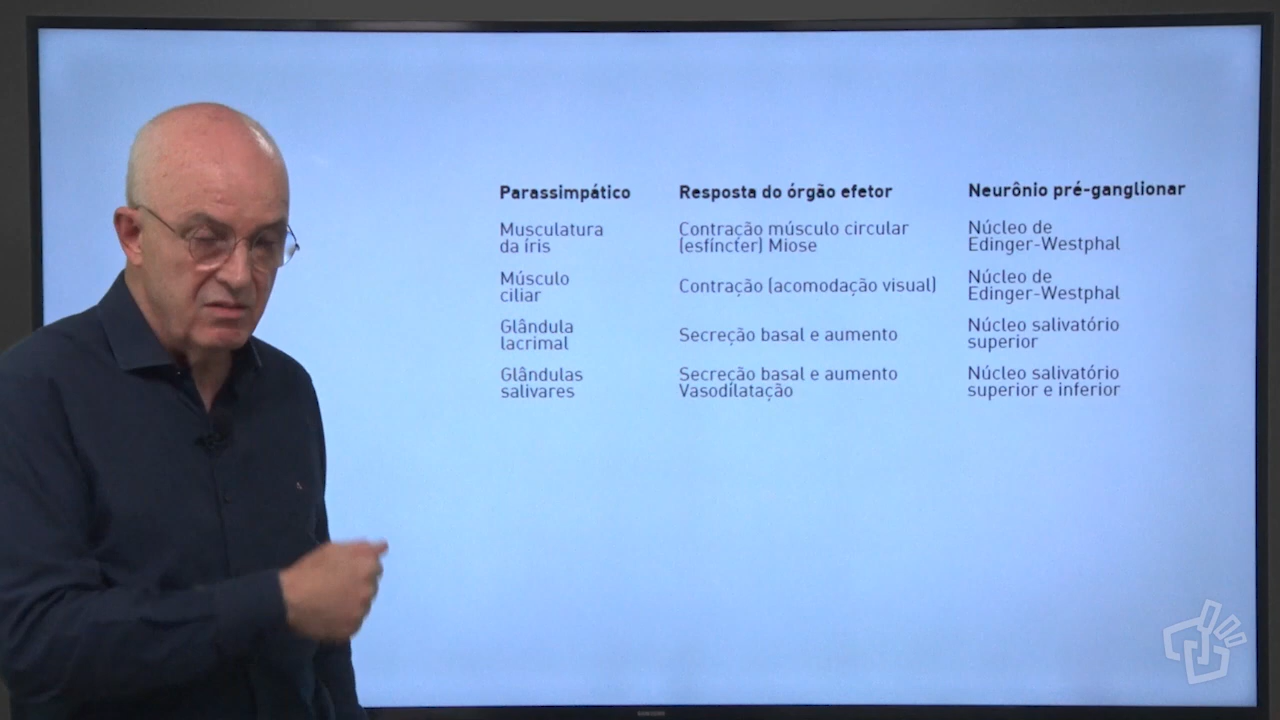 Parassimpático Resposta do órgão efetor Neurônio pré-ganglionar
Musculatura
da íris
Contração músculo circular
(esfíncter) Miose
Núcleo de
Edinger-Westphal
Músculo
ciliar
Contração (acomodação visual)
Núcleo de
Edinger-Westphal
Glândula
lacrimal
Secreção basal e aumento
Núcleo salivatório
superior
Glândulas
salivares
Secreção basal e aumento
Vasodilatação
Núcleo salivatório
superior e inferior